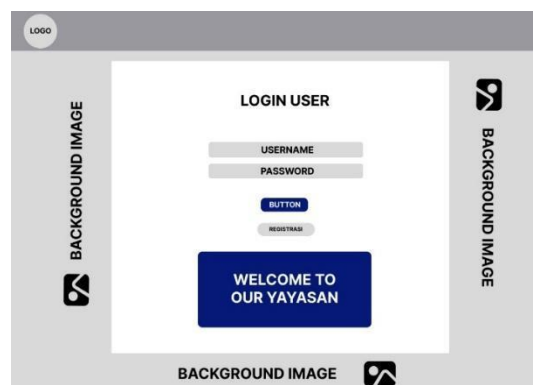 LOGO
BACKGROUND IMAGE
LOGIN USER
USERNAME
PASSWORD
BUTTON
REGISTRASI
WELCOME TO
OUR YAYASAN
BACKGROUND IMAGE
BACKGROUND IMAGE